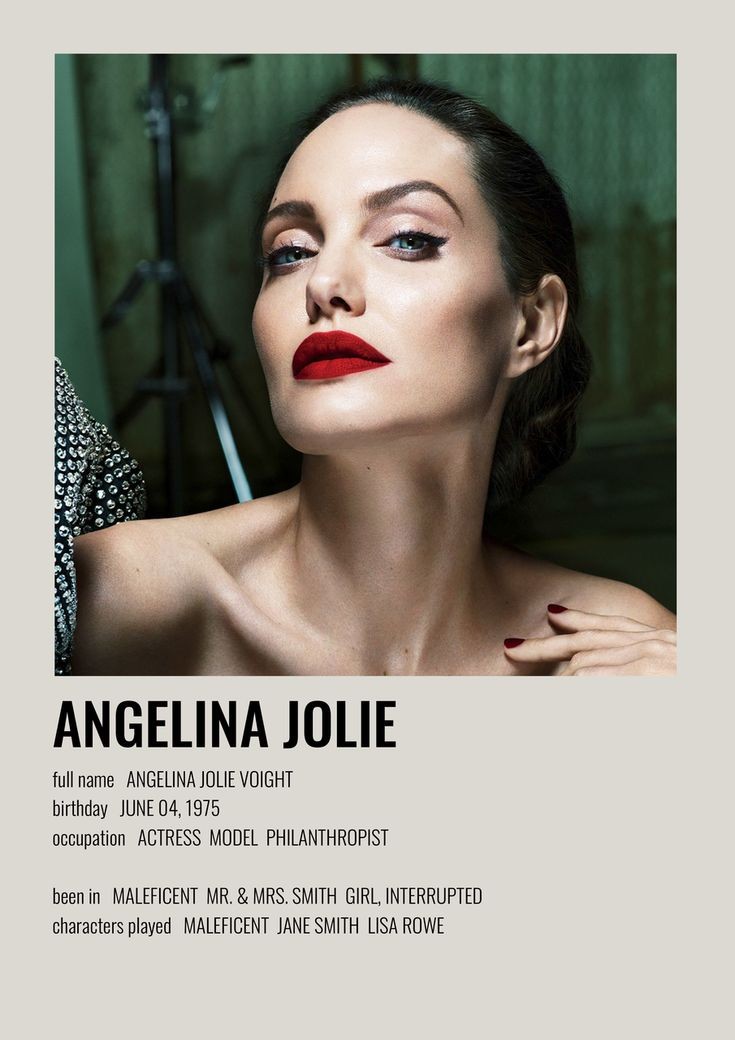 ANGELINA JOLIE
full name ANGELINA JOLIE VOIGHT
birthday JUNE 04, 1975
occupation ACTRESS MODEL PHILANTHROPIST
been in MALEFICENT MR. & MRS. SMITH GIRL, INTERRUPTED
characters played MALEFICENT JANE SMITH LISA ROWE